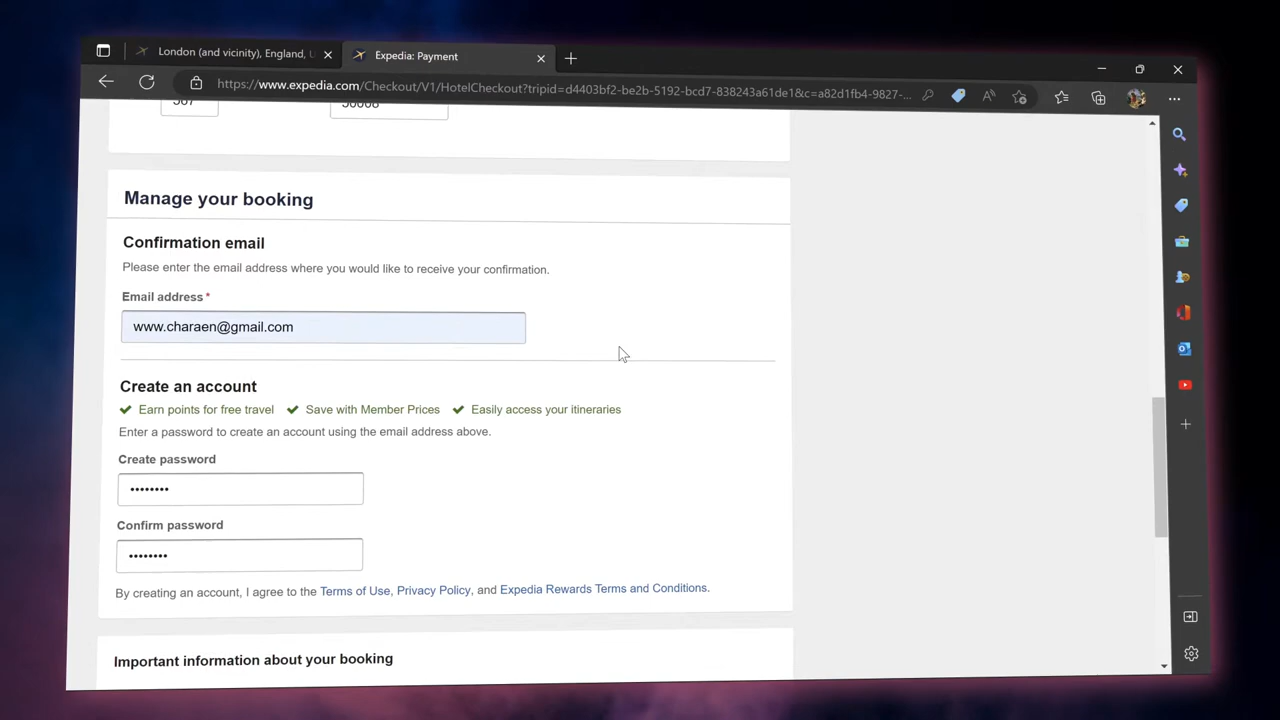 London (and vicinity), England,
Expedia: Payment
https://www.expedia.com/Checkout/V1/HotelCheckout?tripid=d4403bf2-be2b-5192-bcd7-838243a61de1&c=a82d1fb4-9827-...
Manage your booking
Confirmation email
Please enter the email address where you would like to receive your confirmation.
Email address *
www.charaen@gmail.com
Create an account
Earn points for free travel Save with Member Prices Easily access your itineraries
Enter a password to create an account using the email address above.
Create password
••••••••
Confirm password
••••••••
By creating an account, I agree to the Terms of Use, Privacy Policy, and Expedia Rewards Terms and Conditions.
Important information about your booking